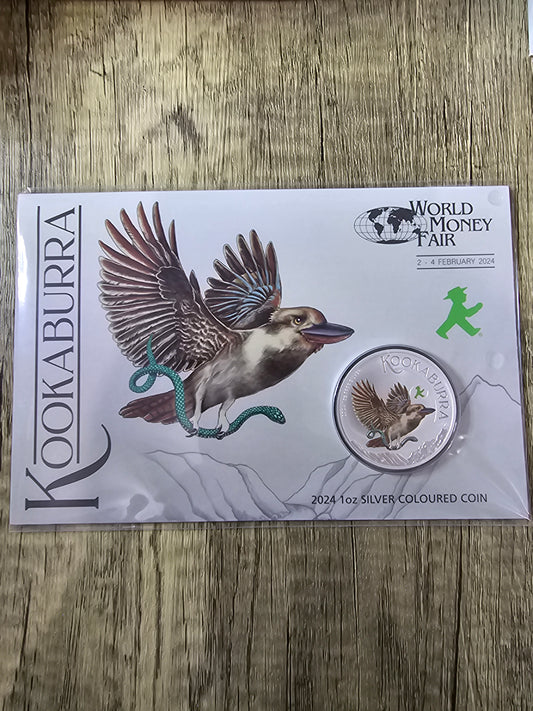 KOOKABURRA
WORLD
MONEY
FAIR
2 - 4 FEBRUARY 2024
KOOKABURRA
2024 1oz SILVER COLOURED COIN